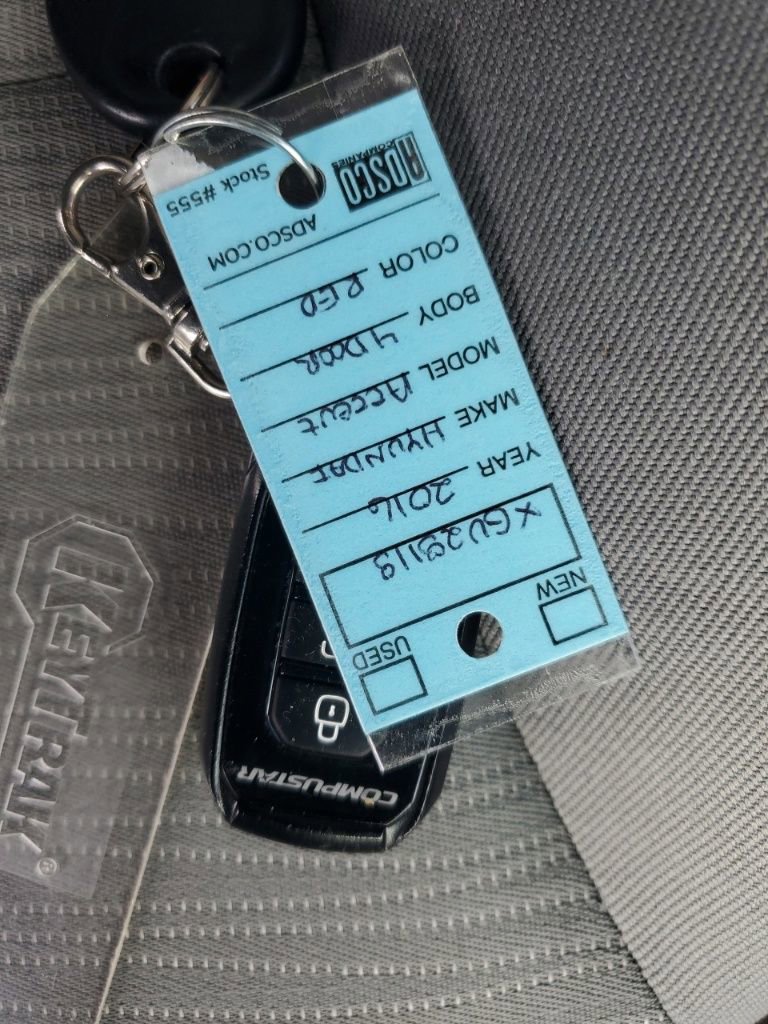 NEW
USED
YEAR 2016
MAKE HYUNDAI
MODEL Accent
BODY 4DOOR
COLOR RED
ADSCO.COM
ADSCO
COMPANIES
Stock #555
COMPUSTAR
KEYTRAK®